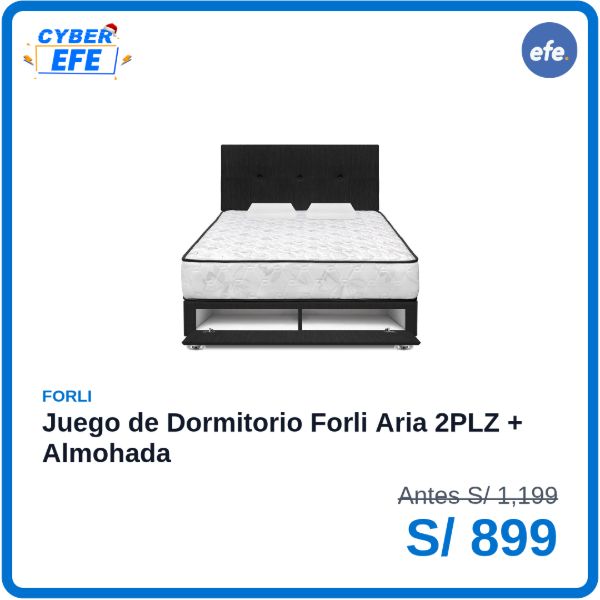 CYBER
EFE
efe.
FORLI
Juego de Dormitorio Forli Aria 2PLZ +
Almohada
Antes S/ 1,199
S/ 899